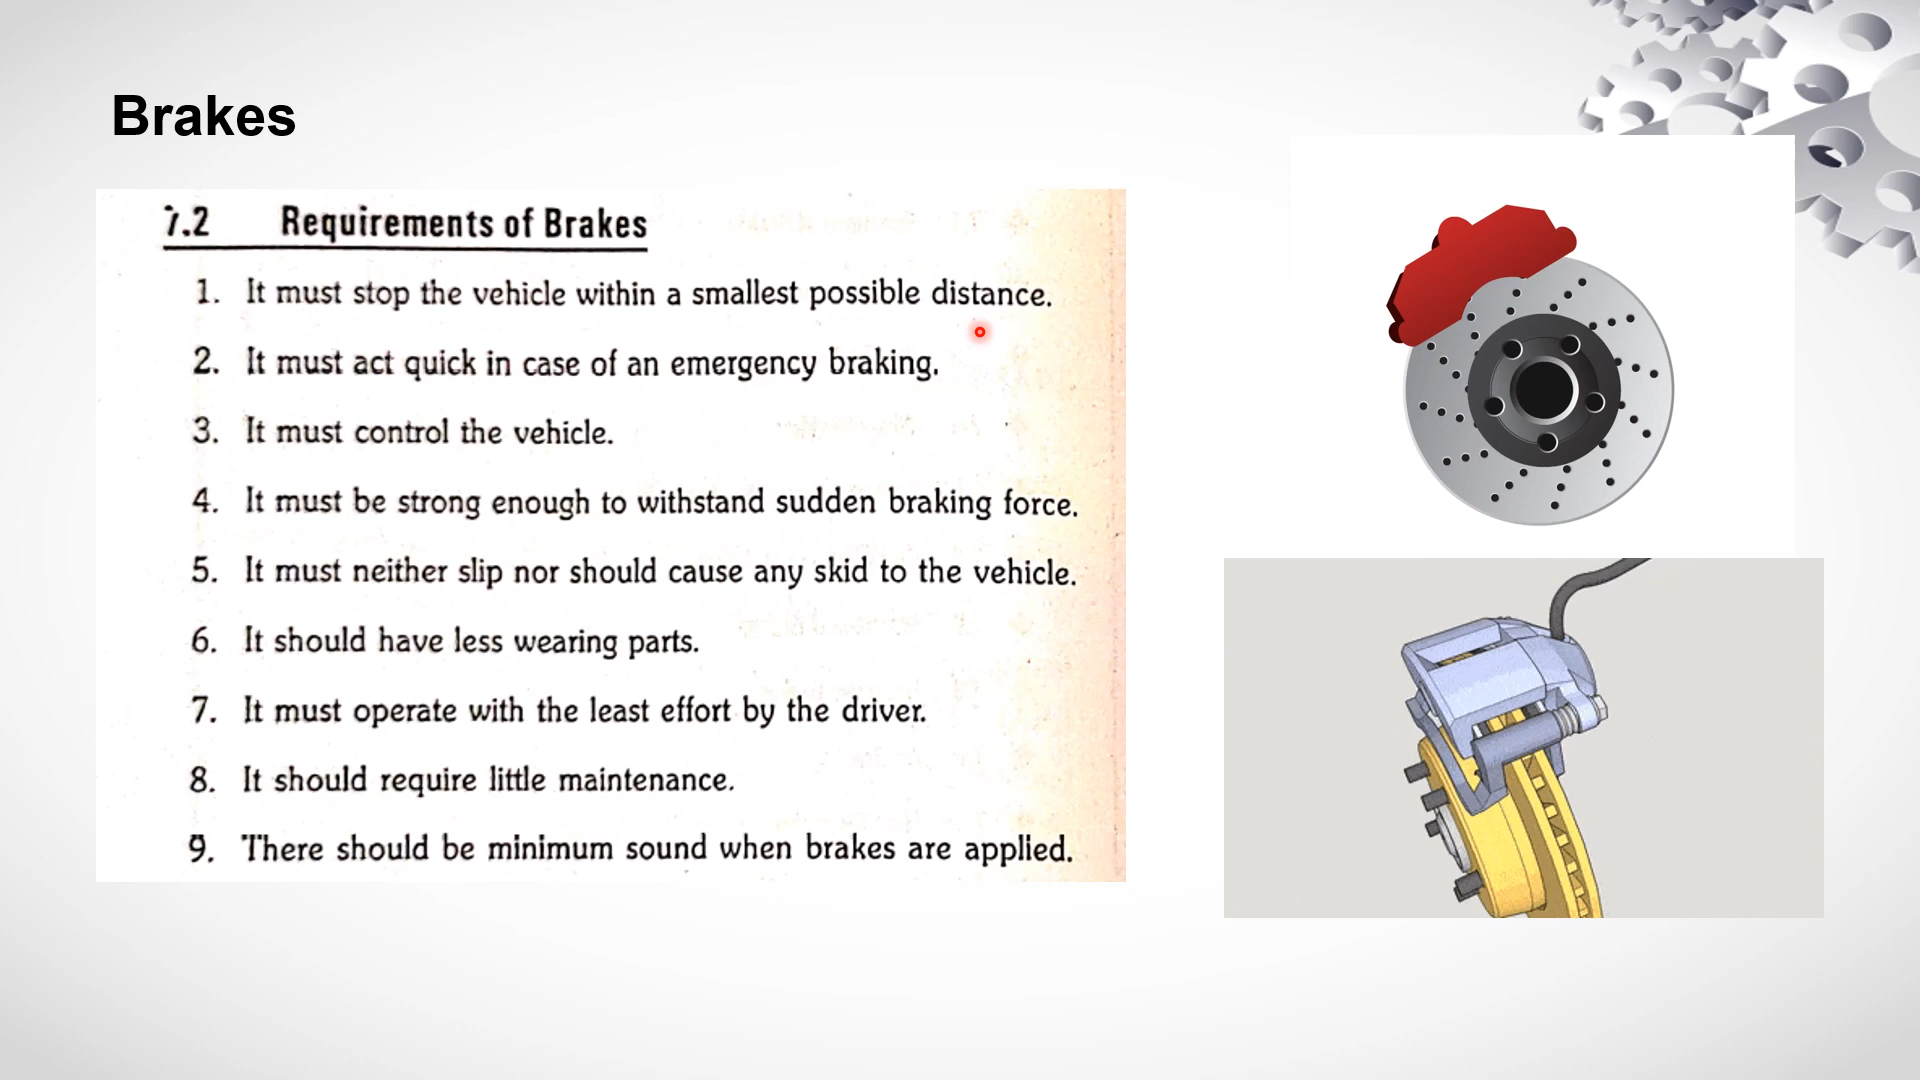 Brakes
7.2 Requirements of Brakes
1. It must stop the vehicle within a smallest possible distance.
2. It must act quick in case of an emergency braking.
3. It must control the vehicle.
4. It must be strong enough to withstand sudden braking force.
5. It must neither slip nor should cause any skid to the vehicle.
6. It should have less wearing parts.
7. It must operate with the least effort by the driver.
8. It should require little maintenance.
9. There should be minimum sound when brakes are applied.